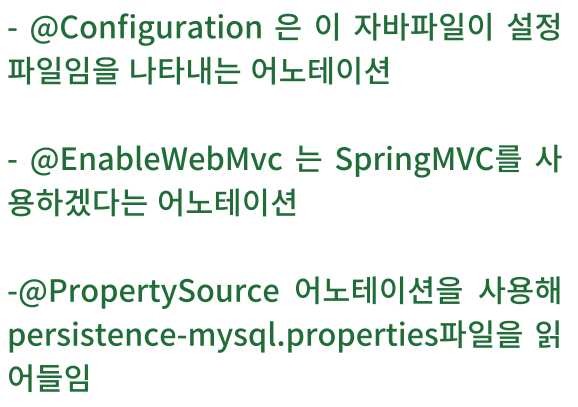 - @Configuration 은 이 자바파일이 설정
파일임을 나타내는 어노테이션
- @EnableWebMvc 는 SpringMVC를 사
용하겠다는 어노테이션
-@PropertySource 어노테이션을 사용해
persistence-mysql.properties파일을 읽
어들임